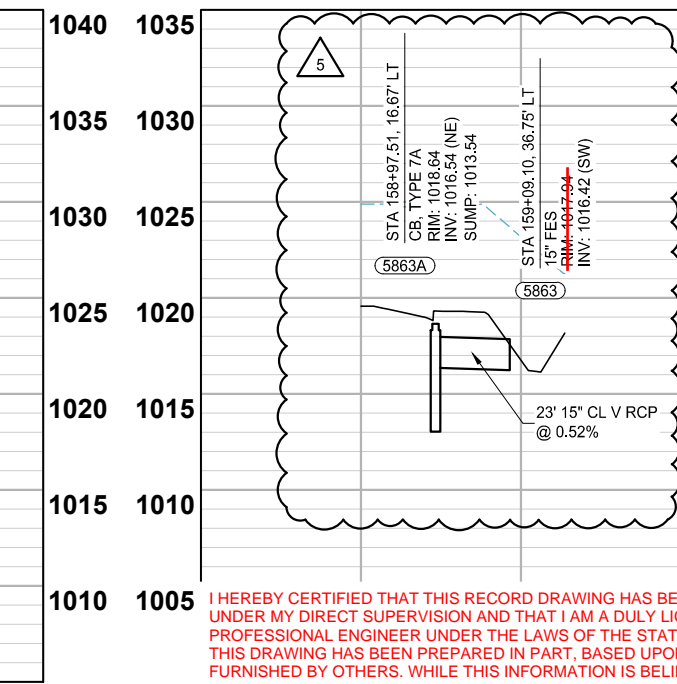 1040
1035
1030
1025
1020
1015
1010
1035
1030
1025
1020
1015
1010
1005
5
STA 158+97.51, 16.67' LT
CB, TYPE 7A
RIM: 1018.64
INV: 1016.54 (NE)
SUMP: 1013.54
5863A
STA 159+09.10, 36.75' LT
15" FES
RIM: 1017.94
INV: 1016.42 (SW)
5863
23' 15" CL V RCP
@ 0.52%
I HEREBY CERTIFIED THAT THIS RECORD DRAWING HAS BE
UNDER MY DIRECT SUPERVISION AND THAT I AM A DULY LIC
PROFESSIONAL ENGINEER UNDER THE LAWS OF THE STAT
THIS DRAWING HAS BEEN PREPARED IN PART, BASED UPO
FURNISHED BY OTHERS. WHILE THIS INFORMATION IS BELI